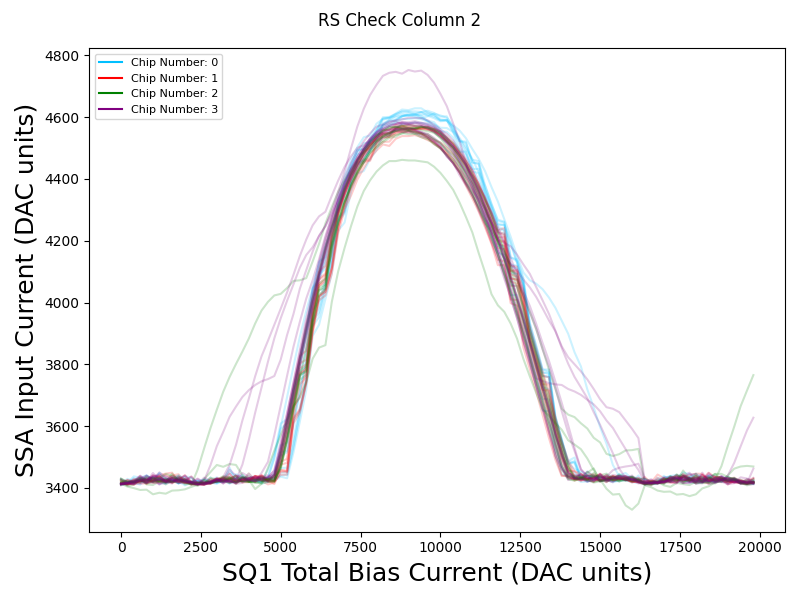 RS Check Column 2
Chip Number: 0
Chip Number: 1
Chip Number: 2
Chip Number: 3
4800
4600
4400
4200
4000
3800
3600
3400
SSA Input Current (DAC units)
0
2500
5000
7500
10000
12500
15000
17500
20000
SQ1 Total Bias Current (DAC units)